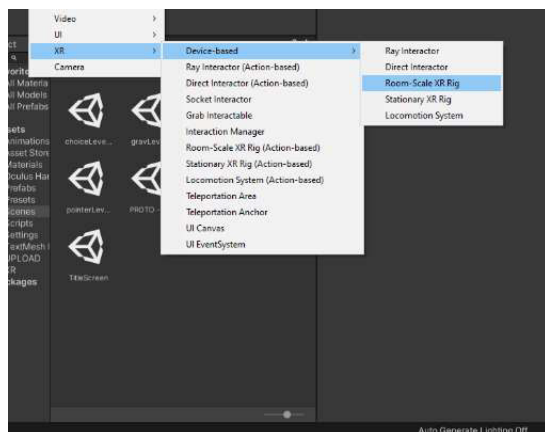 Video
UI
XR
Camera
Device-based
Ray Interactor (Action-based)
Direct Interactor (Action-based)
Socket Interactor
Grab Interactable
Interaction Manager
Room-Scale XR Rig (Action-based)
Stationary XR Rig (Action-based)
Locomotion System (Action-based)
Teleportation Area
Teleportation Anchor
UI Canvas
UI EventSystem
Ray Interactor
Direct Interactor
Room-Scale XR Rig
Stationary XR Rig
Locomotion System
ll Materia
ll Models
ll Prefabs
sets
nimations
sset Store
aterials
culus Han
refabs
resets
cenes
cripts
ettings
extMesh
PLOAD
R
ckages
choiceLeve...
gravLev
pointerLev...
PROTO -
TitleScreen
Auto Generate Lighting Off